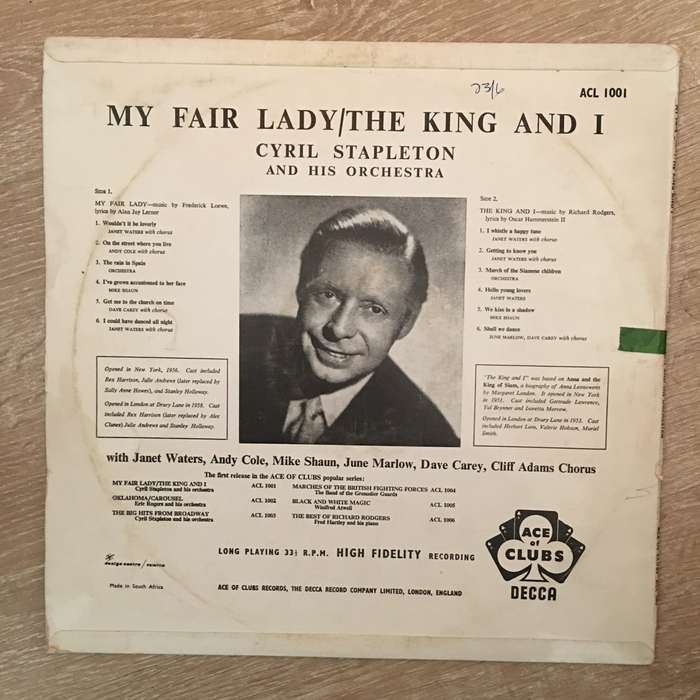 23/6
ACL 1001
MY FAIR LADY/THE KING AND I
CYRIL STAPLETON
AND HIS ORCHESTRA
Side 1.
MY FAIR LADY—music by Frederick Loewe,
lyrics by Alan Jay Lerner
1. Wouldn't it be loverly
JANET WATERS with chorus
2. On the street where you live
ANDY COLE with chorus
3. The rain in Spain
ORCHESTRA
4. I've grown accustomed to her face
MIKE SHAUN
5. Get me to the church on time
DAVE CAREY with chorus
6. I could have danced all night
JANET WATERS with chorus
Opened in New York, 1956. Cast included
Rex Harrison, Julie Andrews (later replaced by
Sally Anne Howes), and Stanley Holloway.
Opened in London at Drury Lane in 1958. Cast
included Rex Harrison (later replaced by Alec
Clunes) Julie Andrews and Stanley Holloway.
Side 2.
THE KING AND I—music by Richard Rodgers,
lyrics by Oscar Hammerstein II
1. I whistle a happy tune
JANET WATERS with chorus
2. Getting to know you
JANET WATERS with chorus
3. March of the Siamese children
ORCHESTRA
4. Hello young lovers
JANET WATERS
5. We kiss in a shadow
MIKE SHAUN
6. Shall we dance
JUNE MARLOW, DAVE CAREY with chorus
"The King and I" was based on Anna and the
King of Siam, a biography of Anna Leonowens
by Margaret Landon. It opened in New York
in 1951. Cast included Gertrude Lawrence,
Yul Brynner and Doretta Morrow.
Opened in London at Drury Lane in 1953. Cast
included Herbert Lom, Valerie Hobson, Muriel
Smith.
with Janet Waters, Andy Cole, Mike Shaun, June Marlow, Dave Carey, Cliff Adams Chorus
The first release in the ACE OF CLUBS popular series:
MY FAIR LADY/THE KING AND I ACL 1001
Cyril Stapleton and his orchestra
OKLAHOMA/CAROUSEL ACL 1002
Eric Rogers and his orchestra
THE BIG HITS FROM BROADWAY ACL 1003
Cyril Stapleton and his orchestra
MARCHES OF THE BRITISH FIGHTING FORCES ACL 1004
The Band of the Grenadier Guards
BLACK AND WHITE MAGIC ACL 1005
Winifred Atwell
THE BEST OF RICHARD RODGERS ACL 1006
Fred Hartley and his piano
LONG PLAYING 33⅓ R.P.M. HIGH FIDELITY RECORDING
ACE of CLUBS
DECCA
Made in South Africa
ACE OF CLUBS RECORDS, THE DECCA RECORD COMPANY LIMITED, LONDON, ENGLAND